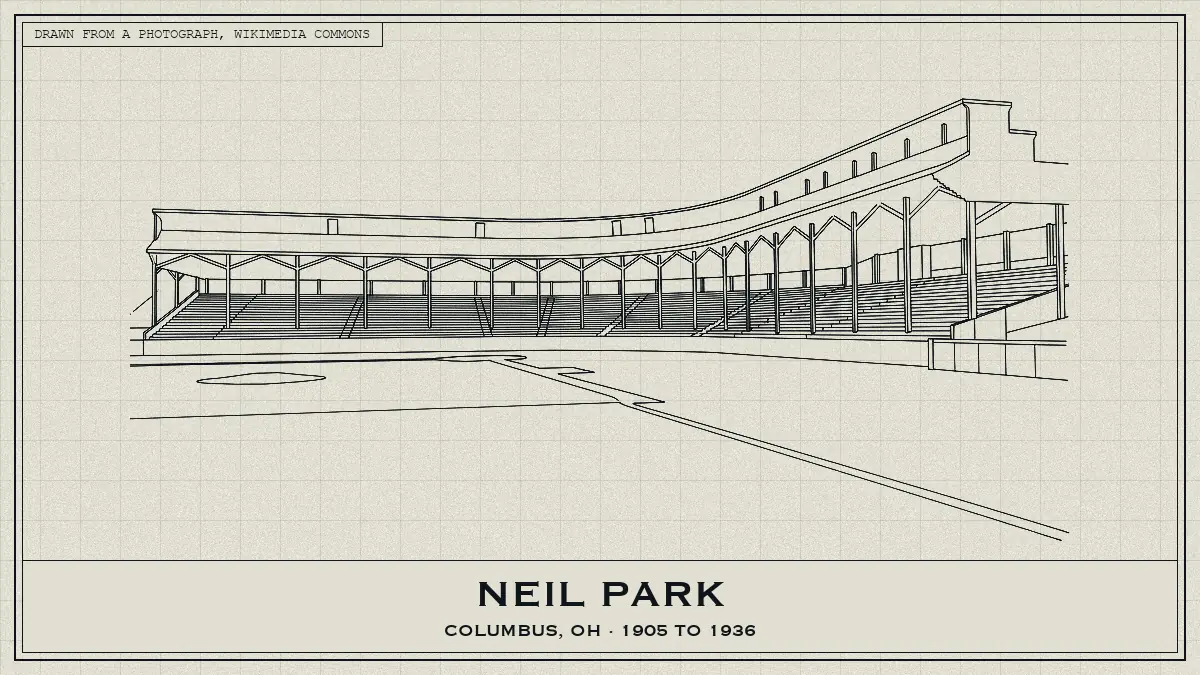 DRAWN FROM A PHOTOGRAPH, WIKIMEDIA COMMONS
NEIL PARK
COLUMBUS, OH · 1905 TO 1936